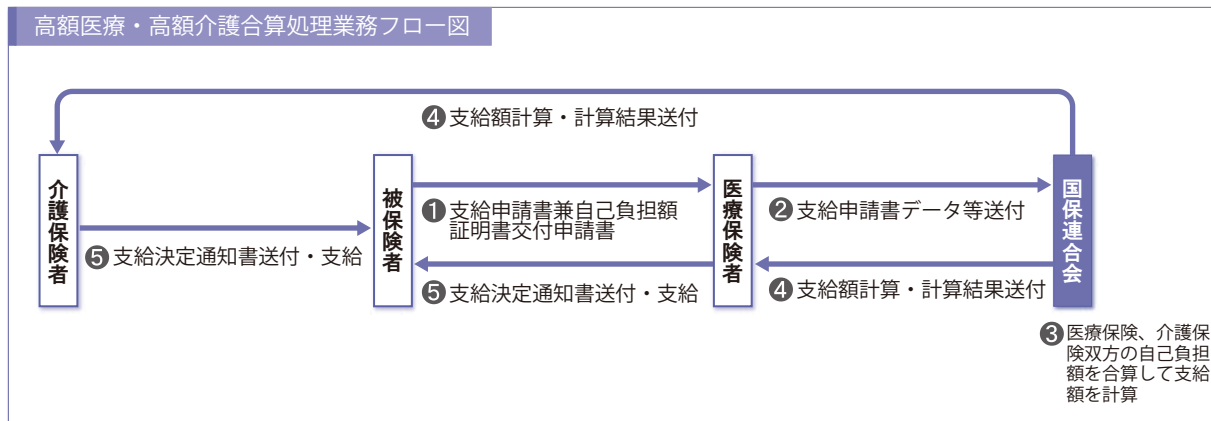 高額医療・高額介護合算処理業務フロー図
❹支給額計算・計算結果送付
介護保険者
❺支給決定通知書送付・支給
被保険者
❶支給申請書兼自己負担額
証明書交付申請書
❺支給決定通知書送付・支給
医療保険者
❷支給申請書データ等送付
❹支給額計算・計算結果送付
国保連合会
❸医療保険、介護保
険双方の自己負担
額を合算して支給
額を計算